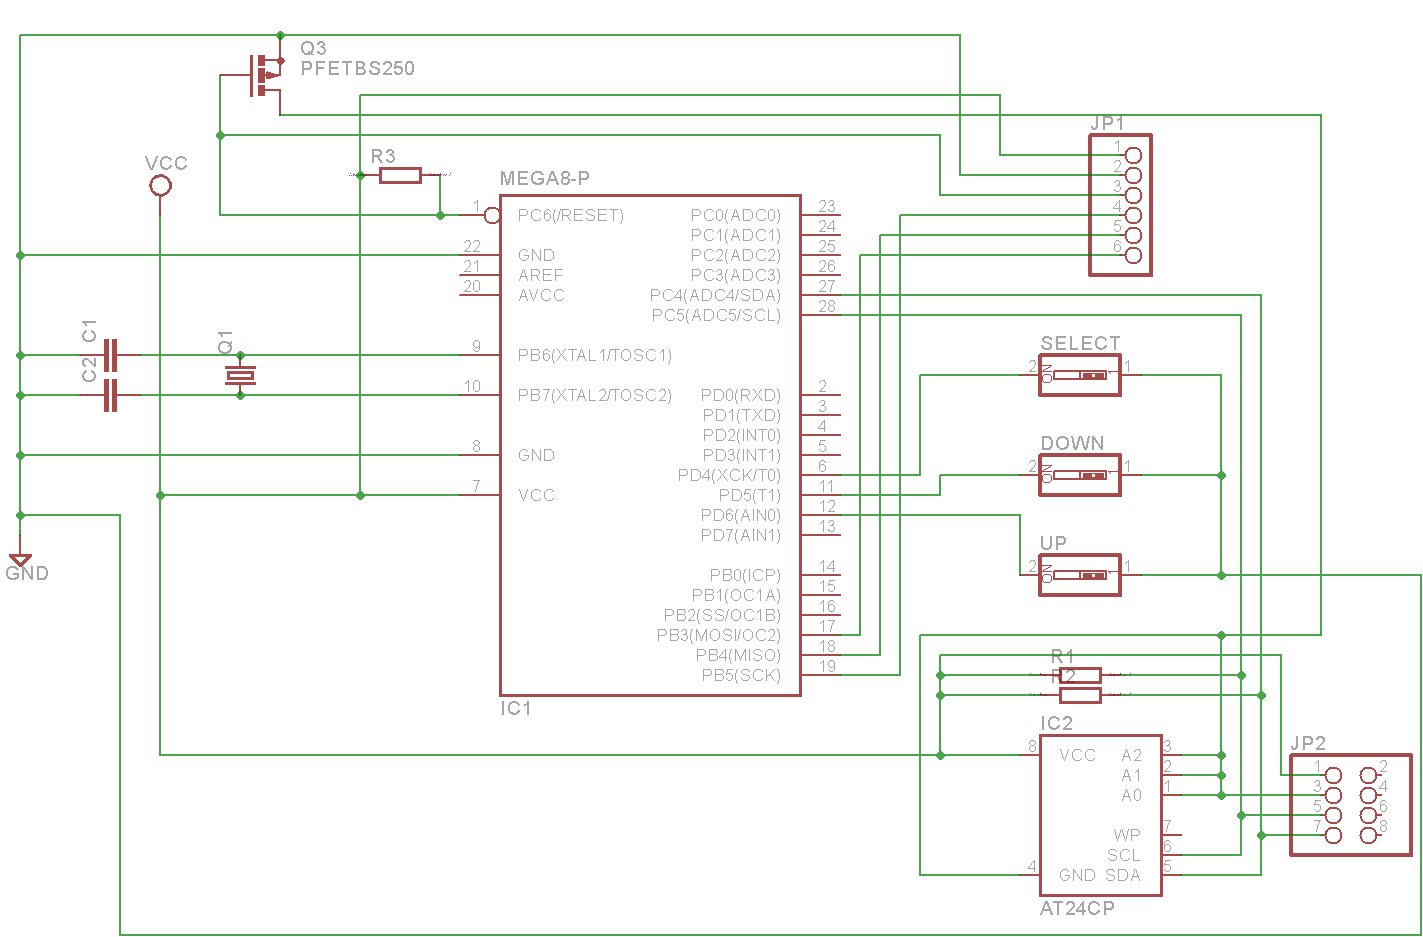 Q3
PFETBS250
JP1
1
2
3
4
5
6
VCC
R3
MEGA8-P
1 PC6(/RESET) PC0(ADC0) 23
PC1(ADC1) 24
22 GND PC2(ADC2) 25
21 AREF PC3(ADC3) 26
20 AVCC PC4(ADC4/SDA) 27
PC5(ADC5/SCL) 28
C1
Q1
9 PB6(XTAL1/TOSC1)
C2
10 PB7(XTAL2/TOSC2) PD0(RXD) 2
PD1(TXD) 3
PD2(INT0) 4
8 GND PD3(INT1) 5
PD4(XCK/T0) 6
7 VCC PD5(T1) 11
PD6(AIN0) 12
PD7(AIN1) 13
PB0(ICP) 14
PB1(OC1A) 15
PB2(SS/OC1B) 16
PB3(MOSI/OC2) 17
PB4(MISO) 18
PB5(SCK) 19
IC1
GND
SELECT
2 ON 1
DOWN
2 ON 1
UP
2 ON 1
R1
R2
IC2
8 VCC A2 3
A1 2
A0 1
WP 7
SCL 6
4 GND SDA 5
AT24CP
JP2
1 2
3 4
5 6
7 8